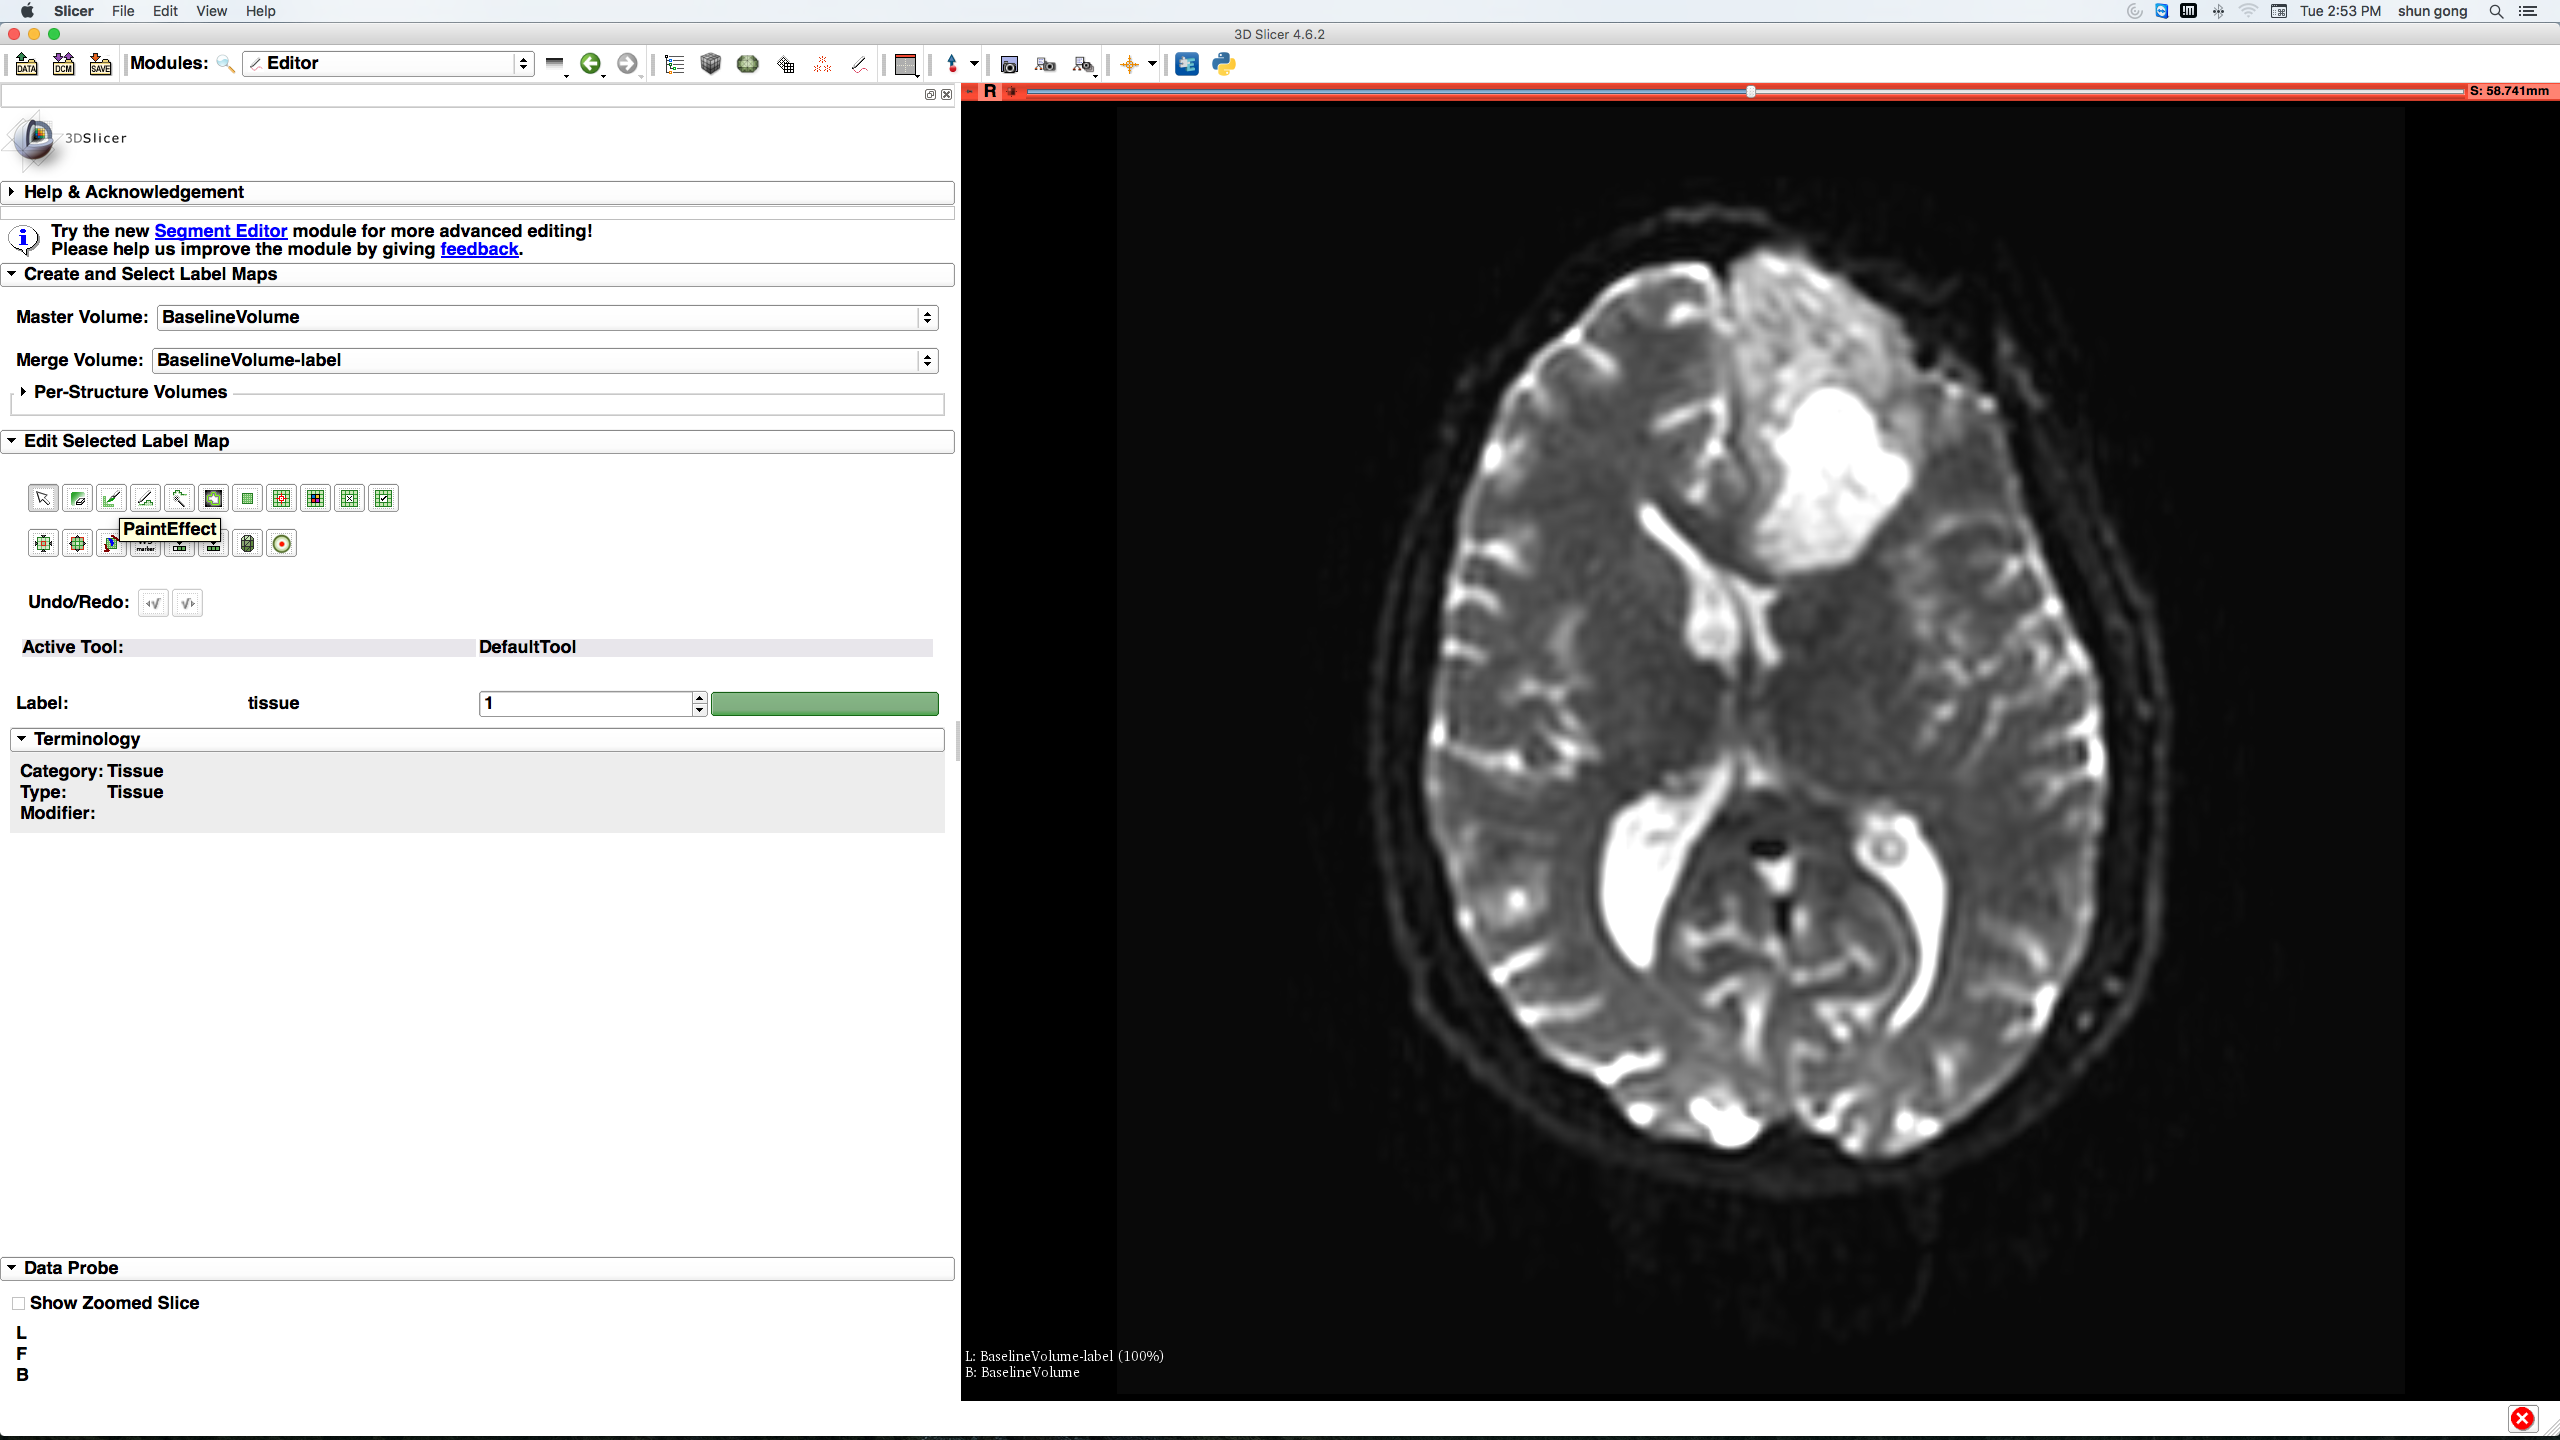 Slicer File Edit View Help
Tue 2:53 PM shun gong
3D Slicer 4.6.2
DATA DCM SAVE Modules: Editor
R S: 58.741mm
3DSlicer
Help & Acknowledgement
Try the new Segment Editor module for more advanced editing!
Please help us improve the module by giving feedback.
Create and Select Label Maps
Master Volume: BaselineVolume
Merge Volume: BaselineVolume-label
Per-Structure Volumes
Edit Selected Label Map
PaintEffect
marker
Undo/Redo:
Active Tool: DefaultTool
Label: tissue 1
Terminology
Category: Tissue
Type: Tissue
Modifier:
Data Probe
Show Zoomed Slice
L
F
B
L: BaselineVolume-label (100%)
B: BaselineVolume